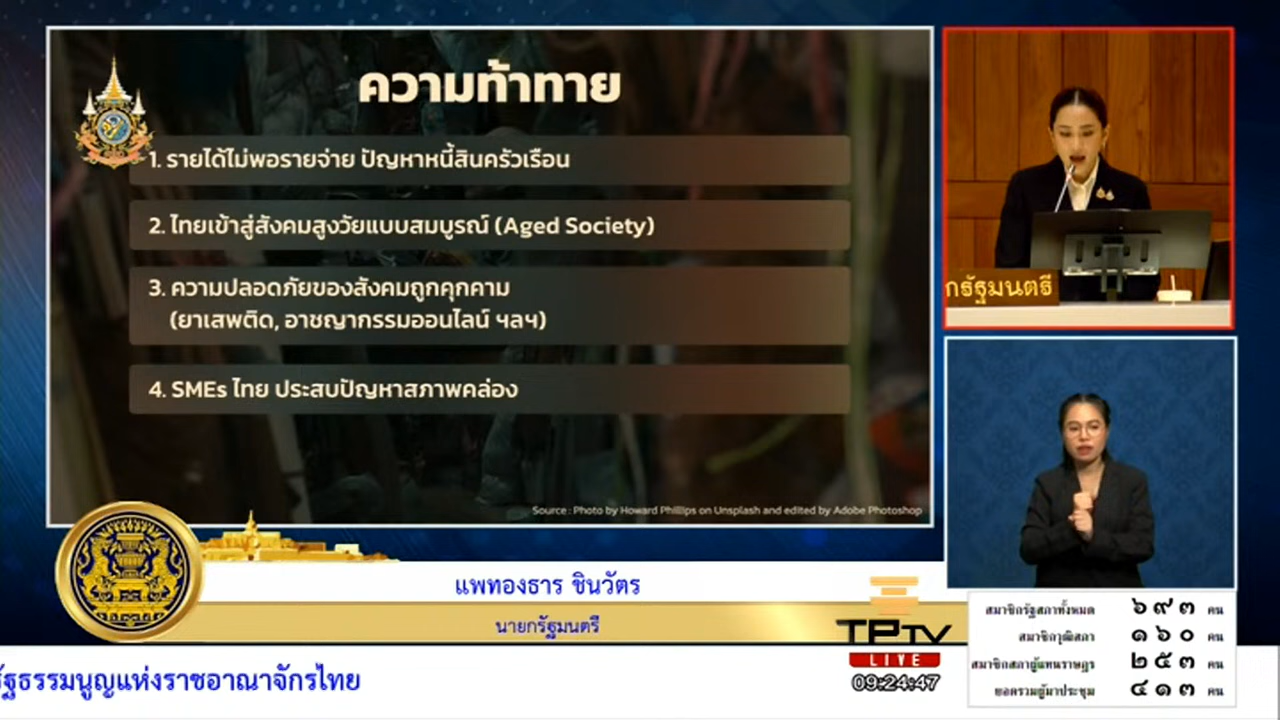 ความท้าทาย
1. รายได้ไม่พอรายจ่าย ปัญหาหนี้สินครัวเรือน
2. ไทยเข้าสู่สังคมสูงวัยแบบสมบูรณ์ (Aged Society)
3. ความปลอดภัยของสังคมถูกคุกคาม
(ยาเสพติด, อาชญากรรมออนไลน์ ฯลฯ)
4. SMEs ไทย ประสบปัญหาสภาพคล่อง
Source : Photo by Howard Phillips on Unsplash and edited by Adobe Photoshop
กรัฐมนตรี
แพทองธาร ชินวัตร
นายกรัฐมนตรี
TPTV
LIVE
09:24:47
สมาชิกรัฐสภาทั้งหมด ๖๙๓ คน
สมาชิกวุฒิสภา ๑๖๐ คน
สมาชิกสภาผู้แทนราษฎร ๒๕๓ คน
ยอดรวมผู้มาประชุม ๔๑๓ คน
รัฐธรรมนูญแห่งราชอาณาจักรไทย